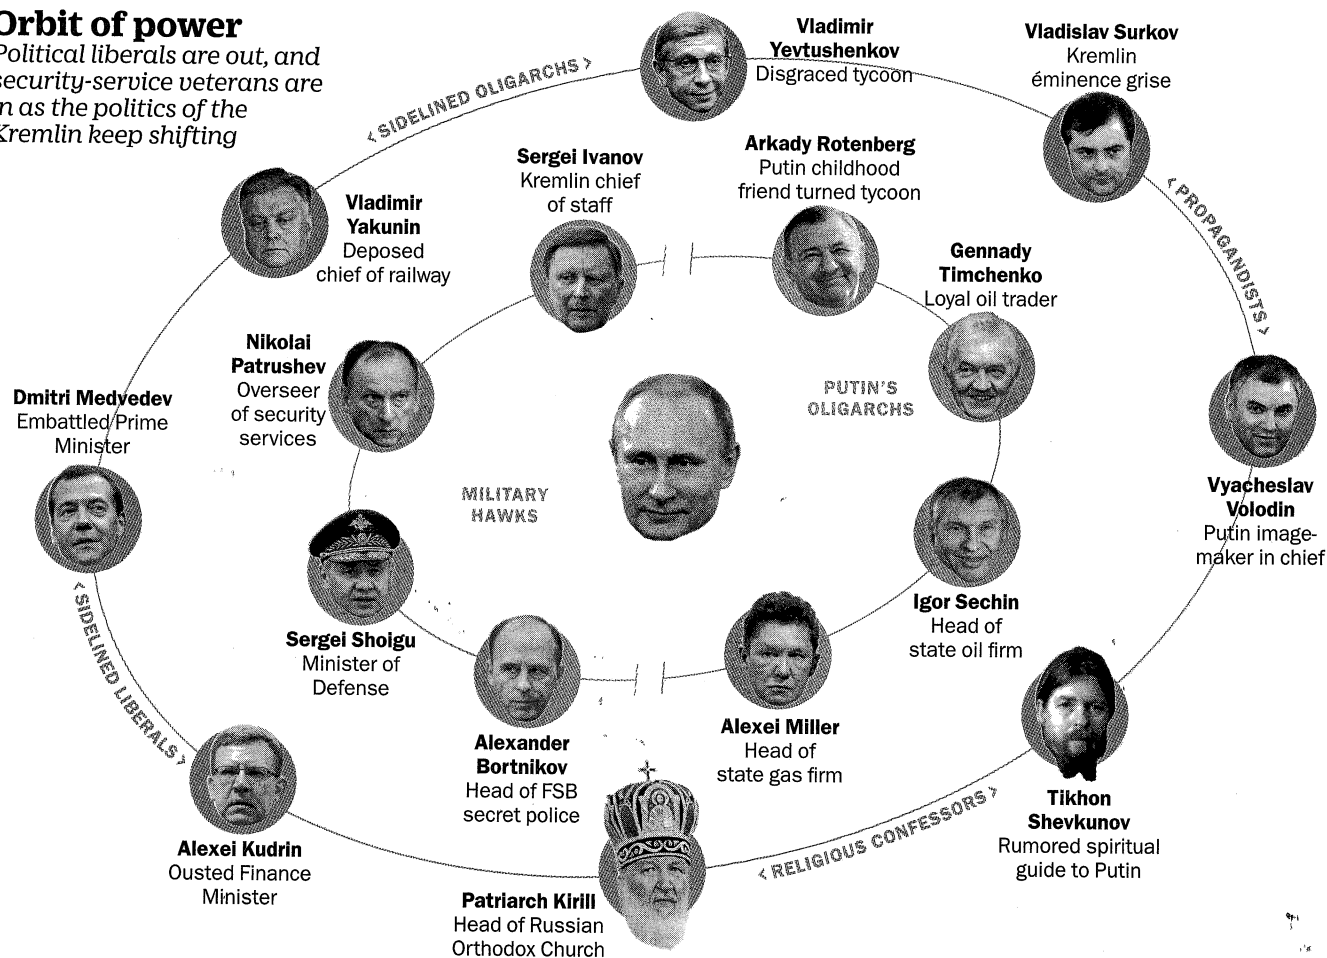 Orbit of power
Political liberals are out, and
security-service veterans are
in as the politics of the
Kremlin keep shifting
< SIDELINED OLIGARCHS >
Vladimir
Yevtushenkov
Disgraced tycoon
Vladislav Surkov
Kremlin
éminence grise
Sergei Ivanov
Kremlin chief
of staff
Arkady Rotenberg
Putin childhood
friend turned tycoon
< PROPAGANDISTS >
Vladimir
Yakunin
Deposed
chief of railway
Gennady
Timchenko
Loyal oil trader
Nikolai
Patrushev
Overseer
of security
services
PUTIN'S
OLIGARCHS
Dmitri Medvedev
Embattled Prime
Minister
MILITARY
HAWKS
Vyacheslav
Volodin
Putin image-
maker in chief
< SIDELINED LIBERALS >
Sergei Shoigu
Minister of
Defense
Igor Sechin
Head of
state oil firm
Alexander
Bortnikov
Head of FSB
secret police
Alexei Miller
Head of
state gas firm
< RELIGIOUS CONFESSORS >
Tikhon
Shevkunov
Rumored spiritual
guide to Putin
Alexei Kudrin
Ousted Finance
Minister
Patriarch Kirill
Head of Russian
Orthodox Church